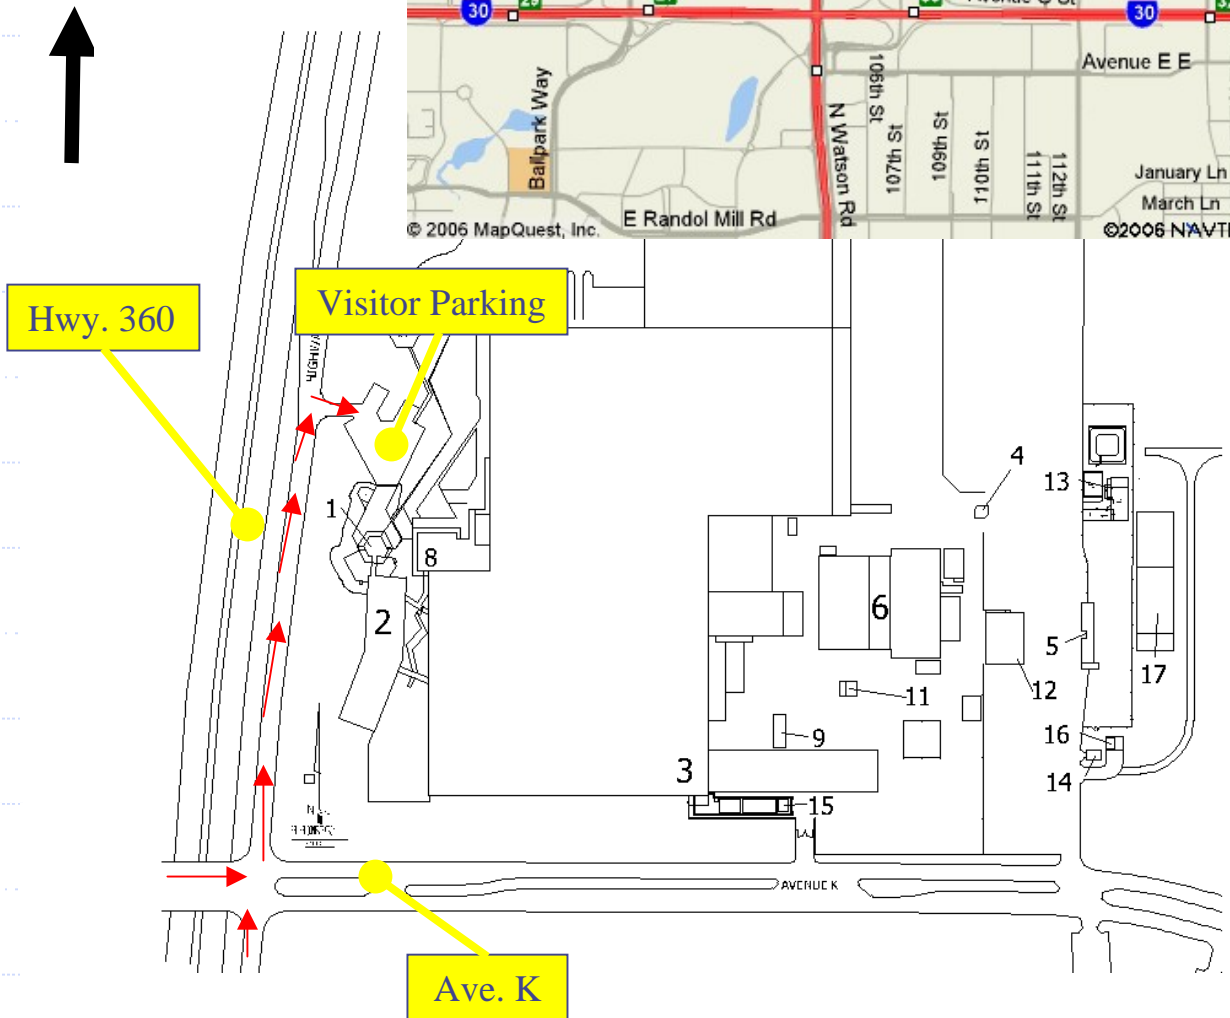 30
29
30
Avenue E E
Ballpark Way
N Watson Rd
106th St
107th St
109th St
110th St
111th St
112th St
January Ln
March Ln
E Randol Mill Rd
© 2006 MapQuest, Inc.
©2006 NAVT
Hwy. 360
Visitor Parking
1
8
2
4
13
6
5
12
17
11
9
16
14
3
15
AVENUE K
Ave. K